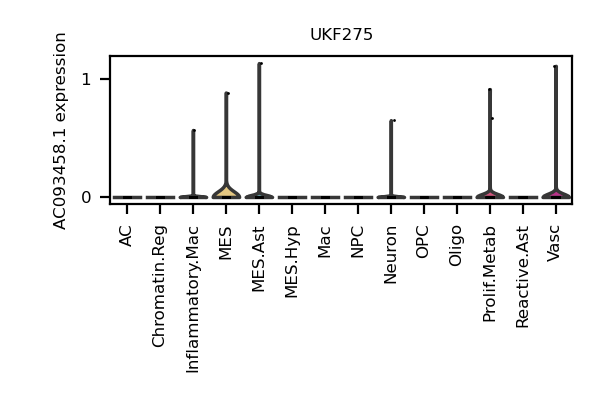 UKF275
AC093458.1 expression
1
0
AC
Chromatin.Reg
Inflammatory.Mac
MES
MES.Ast
MES.Hyp
Mac
NPC
Neuron
OPC
Oligo
Prolif.Metab
Reactive.Ast
Vasc